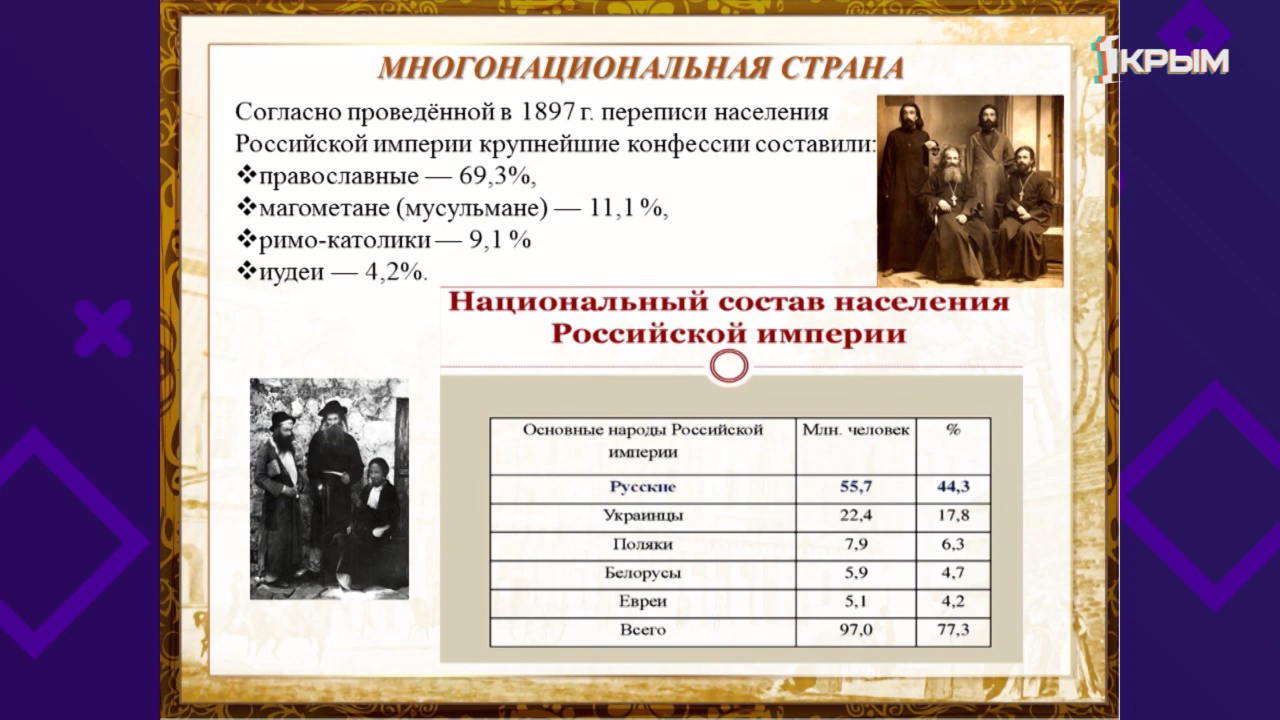 МНОГОНАЦИОНАЛЬНАЯ СТРАНА
1КРЫМ
Согласно проведённой в 1897 г. переписи населения
Российской империи крупнейшие конфессии составили:
❖православные — 69,3%,
❖магометане (мусульмане) — 11,1 %,
❖римо-католики — 9,1 %
❖иудеи — 4,2%.
Национальный состав населения
Российской империи
Основные народы Российской империи Млн. человек %
Русские 55,7 44,3
Украинцы 22,4 17,8
Поляки 7,9 6,3
Белорусы 5,9 4,7
Евреи 5,1 4,2
Всего 97,0 77,3